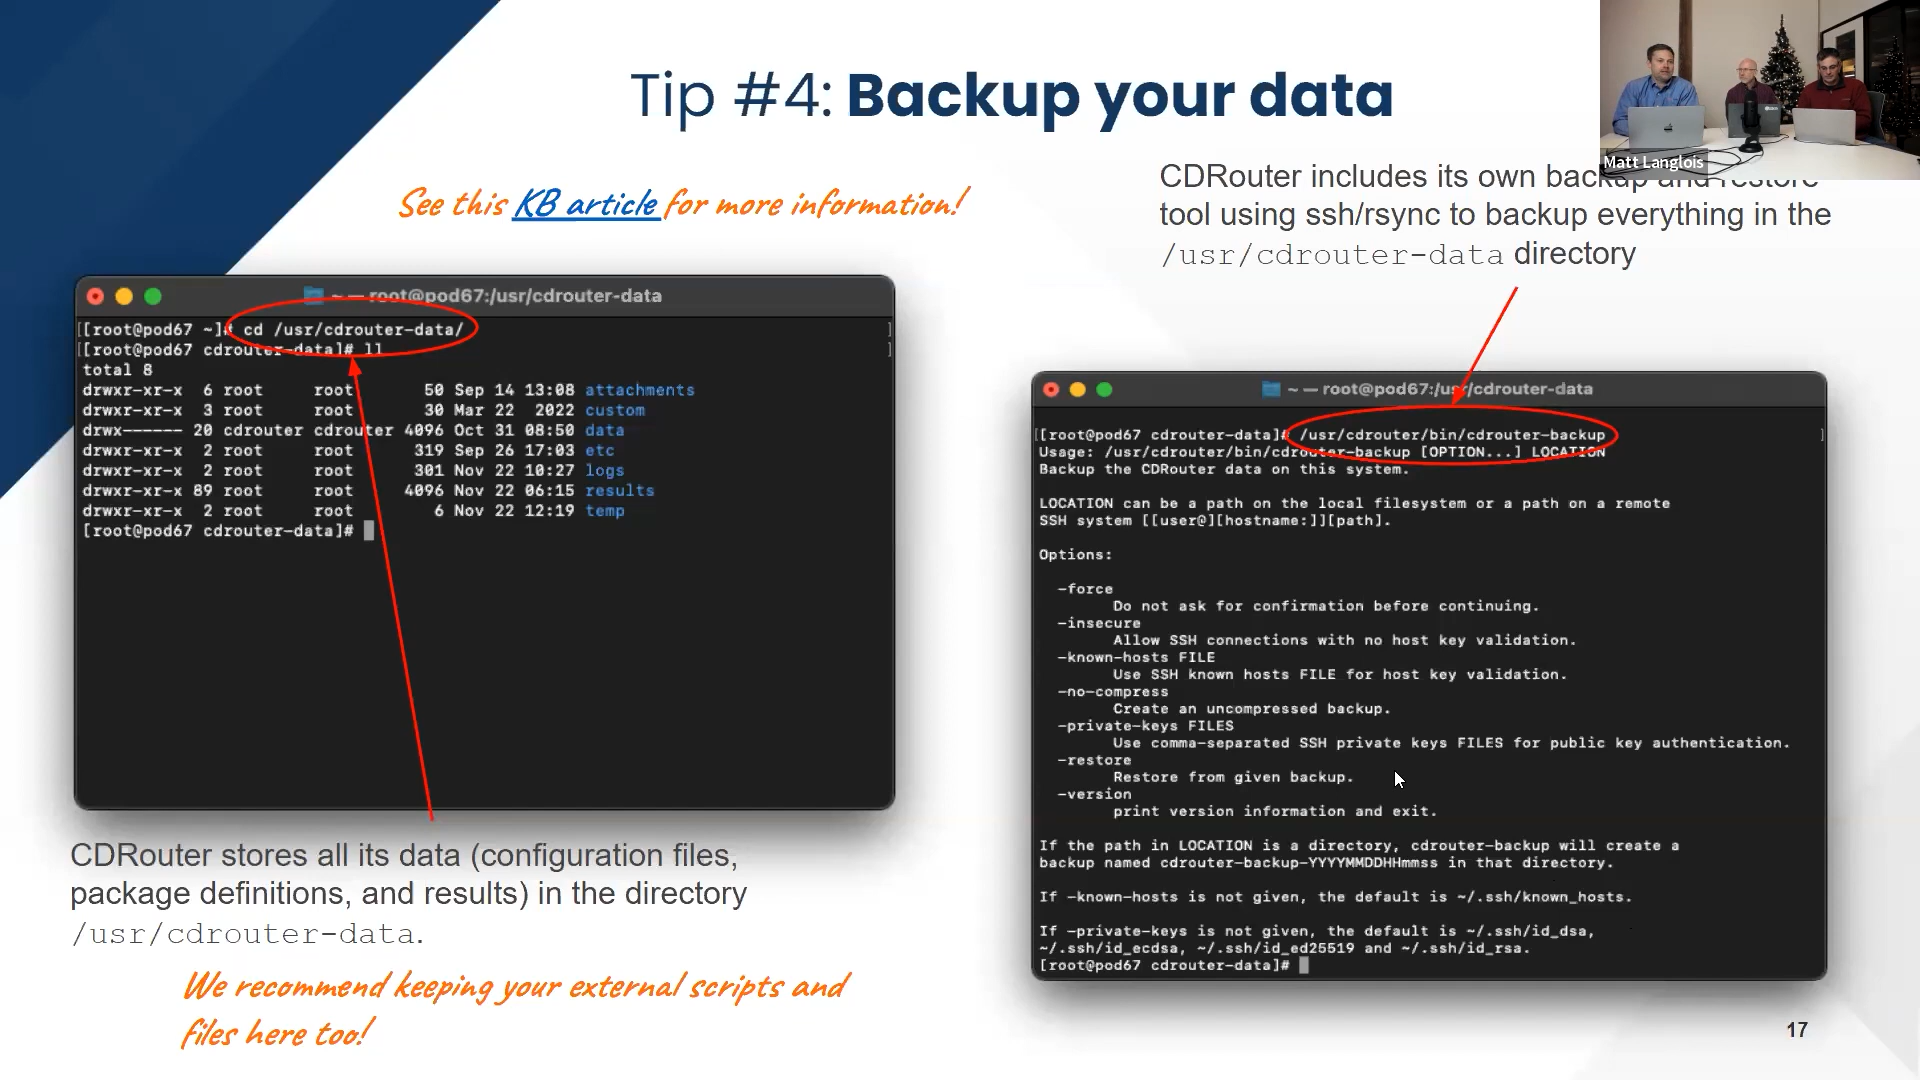 Tip #4: Backup your data
Matt Langlois
See this KB article for more information!
CDRouter includes its own backup and restore
tool using ssh/rsync to backup everything in the
/usr/cdrouter-data directory
~ — root@pod67:/usr/cdrouter-data
[[root@pod67 ~]# cd /usr/cdrouter-data/ ]
[[root@pod67 cdrouter-data]# ll ]
total 8
drwxr-xr-x 6 root root 50 Sep 14 13:08 attachments
drwxr-xr-x 3 root root 30 Mar 22 2022 custom
drwx------ 20 cdrouter cdrouter 4096 Oct 31 08:50 data
drwxr-xr-x 2 root root 319 Sep 26 17:03 etc
drwxr-xr-x 2 root root 301 Nov 22 10:27 logs
drwxr-xr-x 89 root root 4096 Nov 22 06:15 results
drwxr-xr-x 2 root root 6 Nov 22 12:19 temp
[root@pod67 cdrouter-data]#
CDRouter stores all its data (configuration files,
package definitions, and results) in the directory
/usr/cdrouter-data.
We recommend keeping your external scripts and
files here too!
~ — root@pod67:/usr/cdrouter-data
[[root@pod67 cdrouter-data]# /usr/cdrouter/bin/cdrouter-backup ]
Usage: /usr/cdrouter/bin/cdrouter-backup [OPTION...] LOCATION
Backup the CDRouter data on this system.
LOCATION can be a path on the local filesystem or a path on a remote
SSH system [[user@][hostname:]][path].
Options:
-force
Do not ask for confirmation before continuing.
-insecure
Allow SSH connections with no host key validation.
-known-hosts FILE
Use SSH known hosts FILE for host key validation.
-no-compress
Create an uncompressed backup.
-private-keys FILES
Use comma-separated SSH private keys FILES for public key authentication.
-restore
Restore from given backup.
-version
print version information and exit.
If the path in LOCATION is a directory, cdrouter-backup will create a
backup named cdrouter-backup-YYYYMMDDHHmmss in that directory.
If -known-hosts is not given, the default is ~/.ssh/known_hosts.
If -private-keys is not given, the default is ~/.ssh/id_dsa,
~/.ssh/id_ecdsa, ~/.ssh/id_ed25519 and ~/.ssh/id_rsa.
[root@pod67 cdrouter-data]#
17